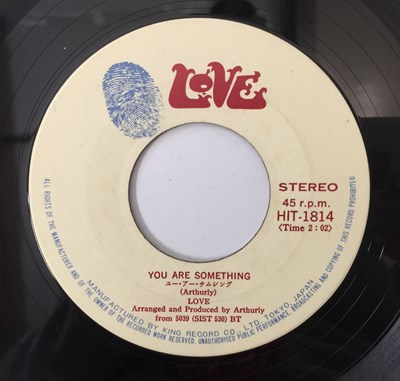 LOVE
STEREO
45 r.p.m.
HIT-1814
(Time 2:02)
YOU ARE SOMETHING
ユー・アー・サムシング
(Arthurly)
LOVE
Arranged and Produced by Arthurly
from 5039 (SIST 530) BT
ALL RIGHTS OF THE MANUFACTURER AND OF THE OWNER OF THE RECORDED WORK RESERVED. UNAUTHORISED PUBLIC PERFORMANCE, BROADCASTING AND COPYING OF THIS RECORD PROHIBITED
MANUFACTURED BY KING RECORD CO., LTD. TOKYO, JAPAN